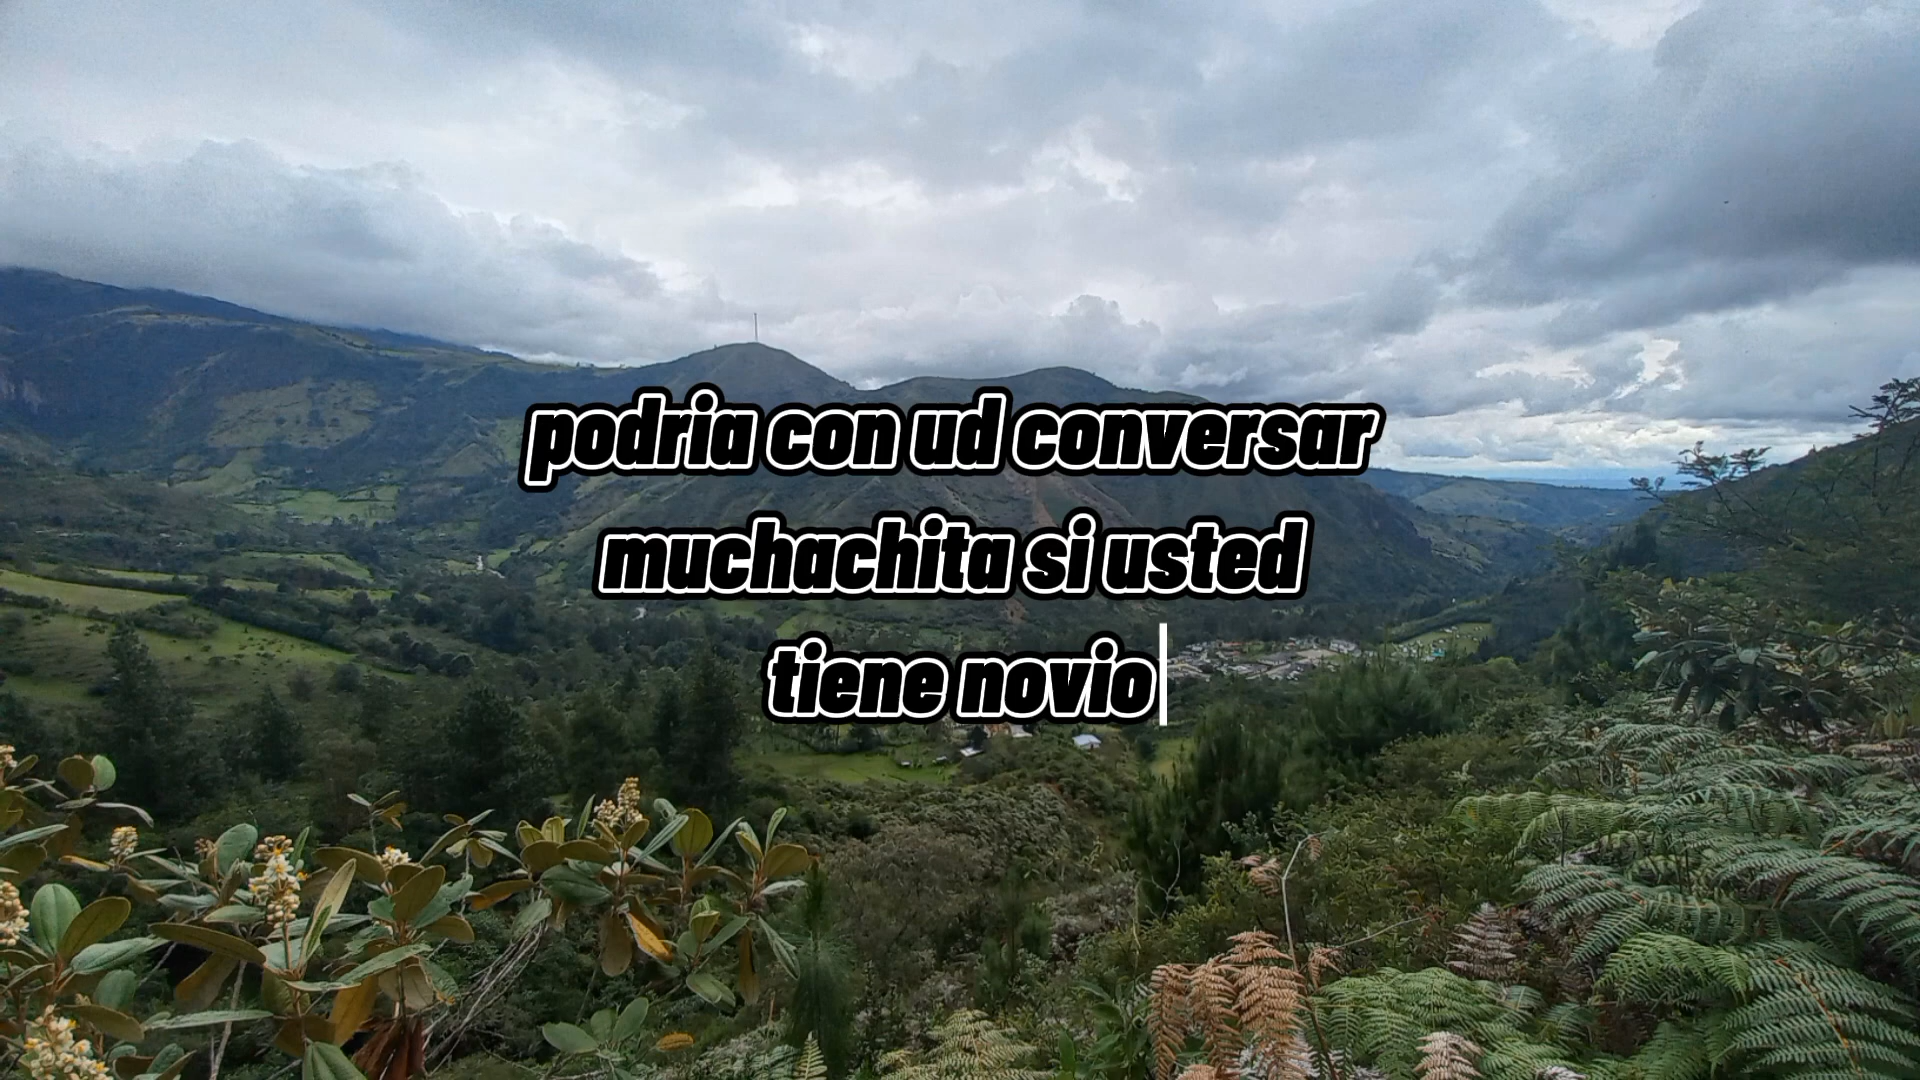 podria con ud conversar
muchachita si usted
tiene novio